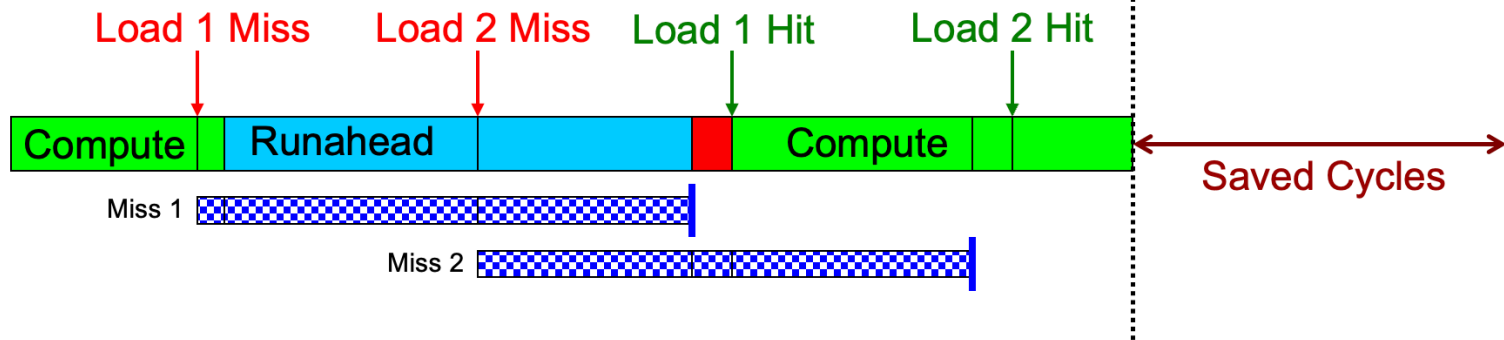 Load 1 Miss
Load 2 Miss
Load 1 Hit
Load 2 Hit
Compute
Runahead
Compute
Saved Cycles
Miss 1
Miss 2